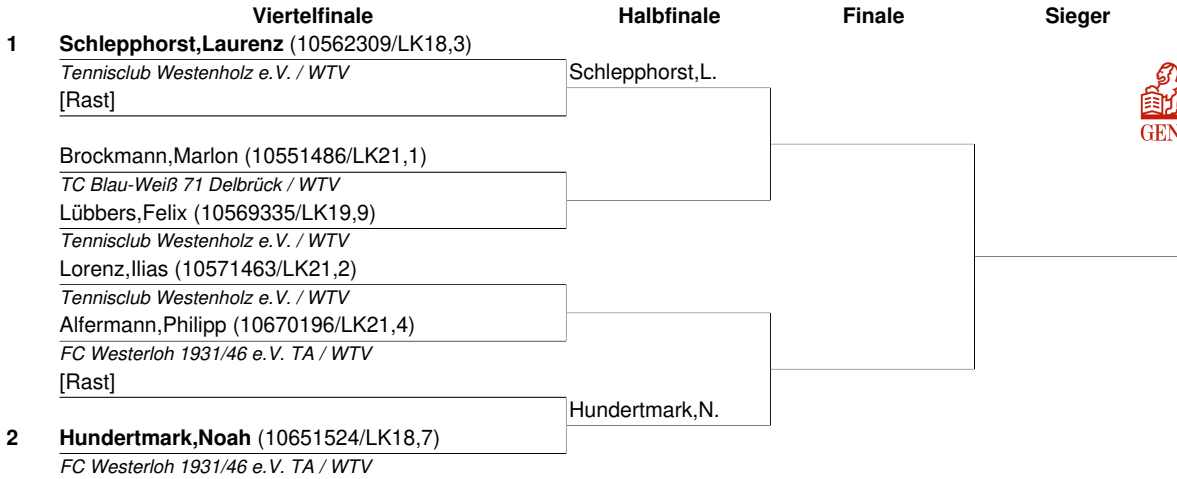 Viertelfinale Halbfinale Finale Sieger
1 Schlepphorst,Laurenz (10562309/LK18,3)
Tennisclub Westenholz e.V. / WTV
Schlepphorst,L.
[Rast]
Brockmann,Marlon (10551486/LK21,1)
TC Blau-Weiß 71 Delbrück / WTV
Lübbers,Felix (10569335/LK19,9)
Tennisclub Westenholz e.V. / WTV
Lorenz,Ilias (10571463/LK21,2)
Tennisclub Westenholz e.V. / WTV
Alfermann,Philipp (10670196/LK21,4)
FC Westerloh 1931/46 e.V. TA / WTV
[Rast]
Hundertmark,N.
2 Hundertmark,Noah (10651524/LK18,7)
FC Westerloh 1931/46 e.V. TA / WTV